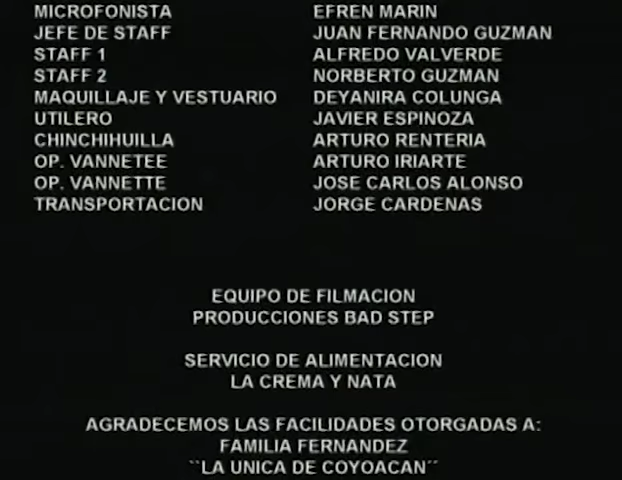 MICROFONISTA EFREN MARIN
JEFE DE STAFF JUAN FERNANDO GUZMAN
STAFF 1 ALFREDO VALVERDE
STAFF 2 NORBERTO GUZMAN
MAQUILLAJE Y VESTUARIO DEYANIRA COLUNGA
UTILERO JAVIER ESPINOZA
CHINCHIHUILLA ARTURO RENTERIA
OP. VANNETEE ARTURO IRIARTE
OP. VANNETTE JOSE CARLOS ALONSO
TRANSPORTACION JORGE CARDENAS
EQUIPO DE FILMACION
PRODUCCIONES BAD STEP
SERVICIO DE ALIMENTACION
LA CREMA Y NATA
AGRADECEMOS LAS FACILIDADES OTORGADAS A:
FAMILIA FERNANDEZ
``LA UNICA DE COYOACAN´´